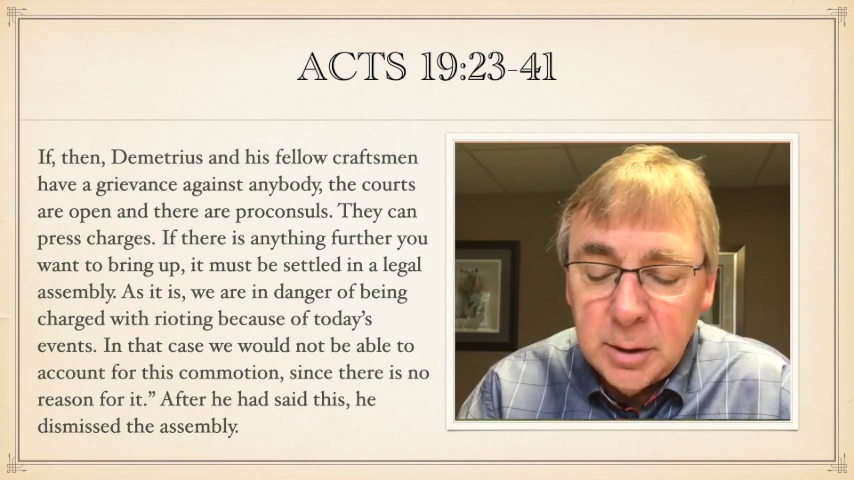 ACTS 19:23-41
If, then, Demetrius and his fellow craftsmen
have a grievance against anybody, the courts
are open and there are proconsuls. They can
press charges. If there is anything further you
want to bring up, it must be settled in a legal
assembly. As it is, we are in danger of being
charged with rioting because of today’s
events. In that case we would not be able to
account for this commotion, since there is no
reason for it.” After he had said this, he
dismissed the assembly.